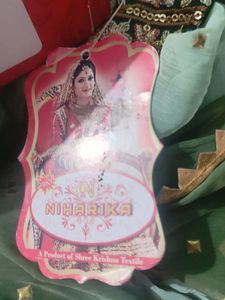 N
NIHARIKA
A Product of Shree Krishna Textile